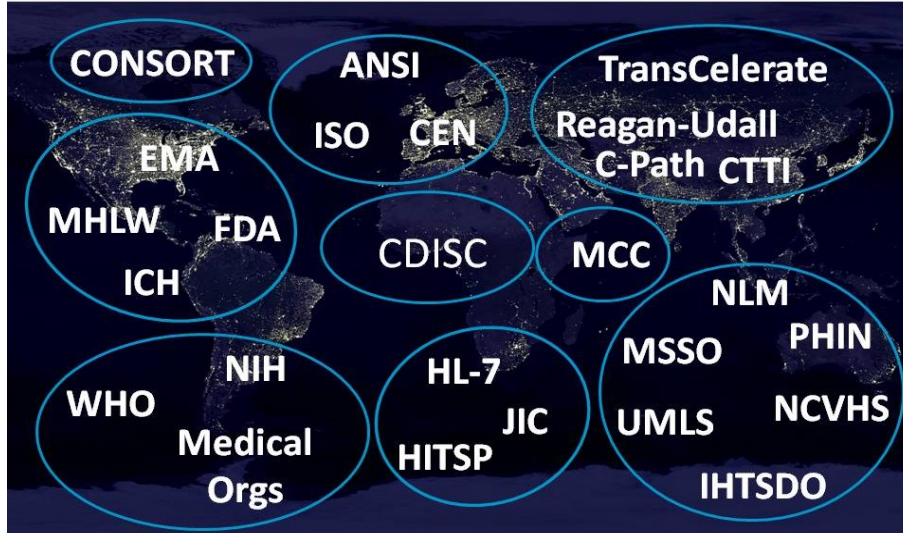 CONSORT
ANSI
ISO
CEN
TransCelerate
Reagan-Udall
C-Path
CTTI
EMA
MHLW
FDA
ICH
CDISC
MCC
NIH
WHO
Medical
Orgs
HL-7
JIC
HITSP
NLM
PHIN
MSSO
NCVHS
UMLS
IHTSDO